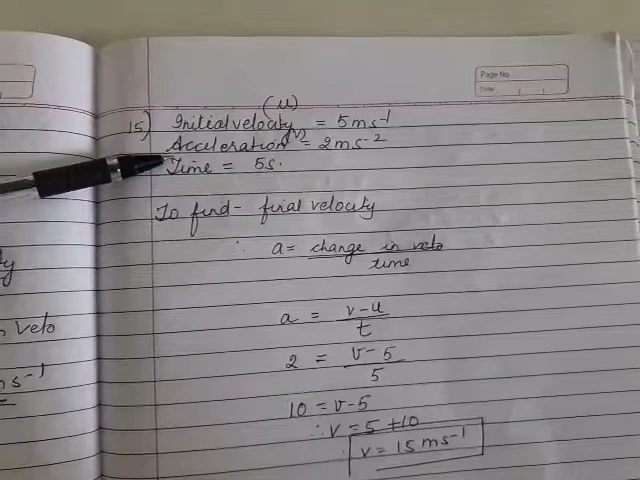 Page No.
Date
(u)
15) Initial velocity = 5 ms⁻¹
(v)
Acceleration = 2 ms⁻²
Time = 5s.
To find - final velocity
∴ a = change in velo
time
a = v-u
t
2 = v-5
5
10 = v-5
∴ v = 5 +10
v = 15 ms⁻¹
y
velo
s⁻¹